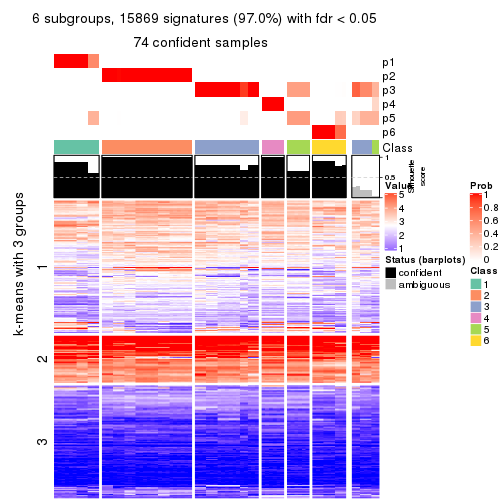 6 subgroups, 15869 signatures (97.0%) with fdr < 0.05
74 confident samples
p1
p2
p3
p4
p5
p6
Class
1
0.5
0
Silhouette
score
k-means with 3 groups
1
2
3
Value
5
4
3
2
1
Status (barplots)
confident
ambiguous
Prob
1
0.8
0.6
0.4
0.2
0
Class
1
2
3
4
5
6